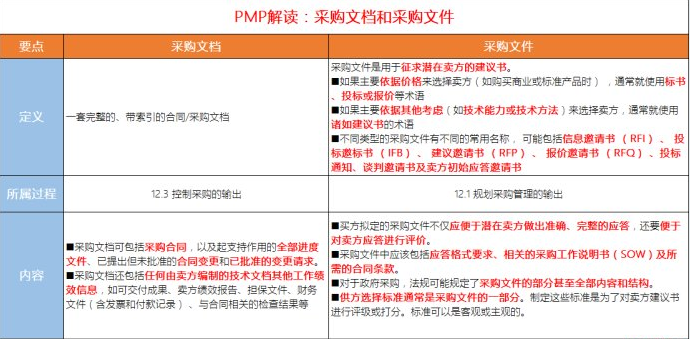 PMP解读：采购文档和采购文件
要点
采购文档
采购文件
定义
一套完整的、带索引的合同/采购文档
采购文件是用于征求潜在卖方的建议书。
■如果主要依据价格来选择卖方（如购买商业或标准产品时），通常就使用标书
、投标或报价等术语
■如果主要依据其他考虑（如技术能力或技术方法）来选择卖方，通常就使用
诸如建议书的术语
■不同类型的采购文件有不同的常用名称，可能包括信息邀请书（RFI）、投
标邀标书（IFB）、建议邀请书（RFP）、报价邀请书（RFQ）、投标
通知、谈判邀请书及卖方初始应答邀请书
所属过程
12.3 控制采购的输出
12.1 规划采购管理的输出
内容
■采购文档可包括采购合同，以及起支持作用的全部进度
文件、已提出但未批准的合同变更和已批准的变更请求。
■采购文档还包括任何由卖方编制的技术文档其他工作绩
效信息，如可交付成果、卖方绩效报告、担保文件、财务
文件（含发票和付款记录）、与合同相关的检查结果等
■买方拟定的采购文件不仅应便于潜在卖方做出准确、完整的应答，还要便于
对卖方应答进行评价。
■采购文件中应该包括应答格式要求、相关的采购工作说明书（SOW）及所
需的合同条款。
■对于政府采购，法规可能规定了采购文件的部分甚至全部内容和结构。
■供方选择标准通常是采购文件的一部分。制定这些标准是为了对卖方建议书
进行评级或打分。标准可以是客观或主观的。